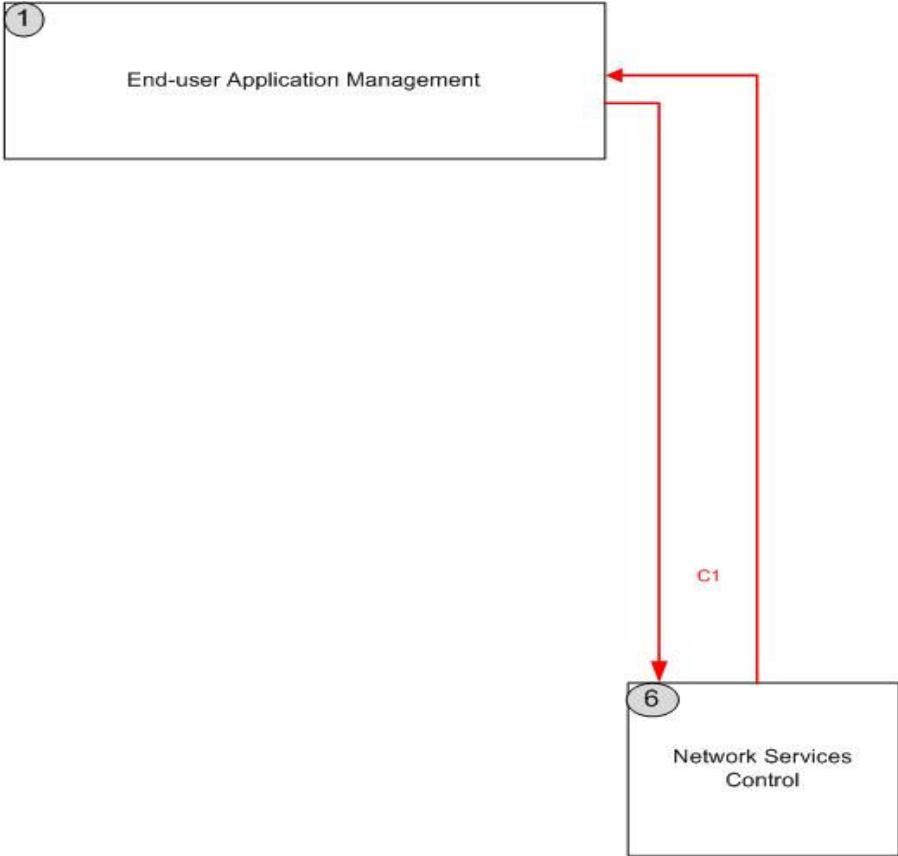 1
End-user Application Management
C1
6
Network Services
Control